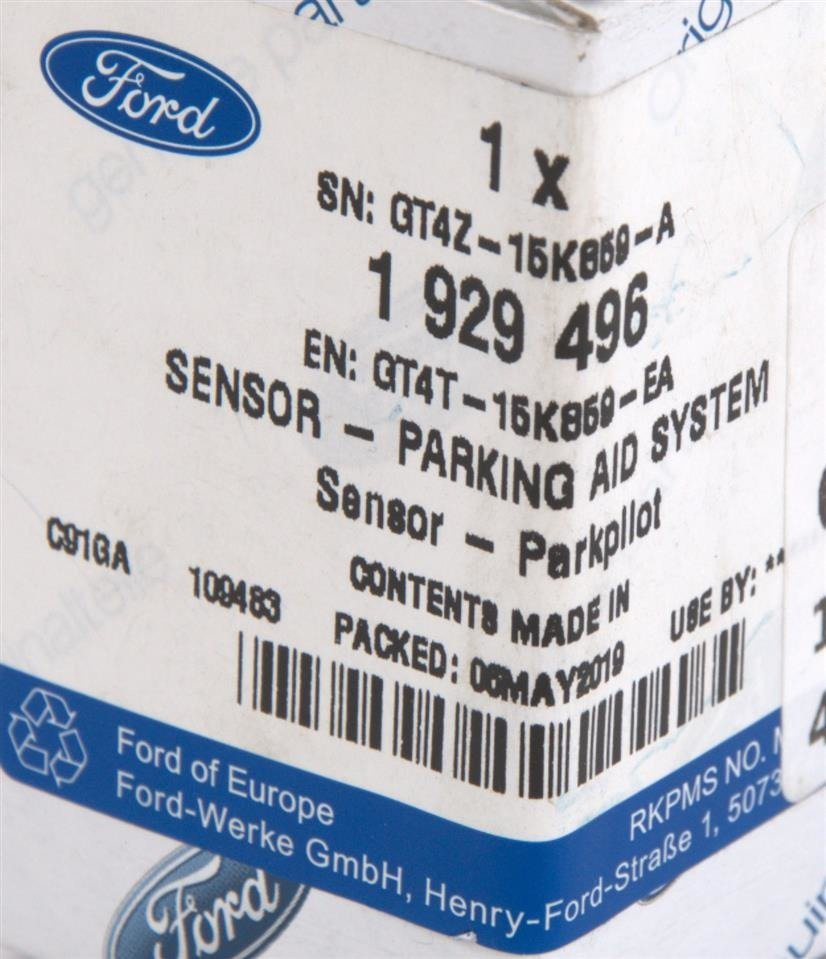 Ford
1 x
SN: GT4Z-15K859-A
1 929 496
EN: GT4T-15K859-EA
SENSOR - PARKING AID SYSTEM
Sensor - Parkpilot
C91GA 109483 CONTENTS MADE IN
PACKED: 06MAY2019 USE BY: **
Ford of Europe
Ford-Werke GmbH, Henry-Ford-Straße 1, 5073
RKPMS NO.
Ford